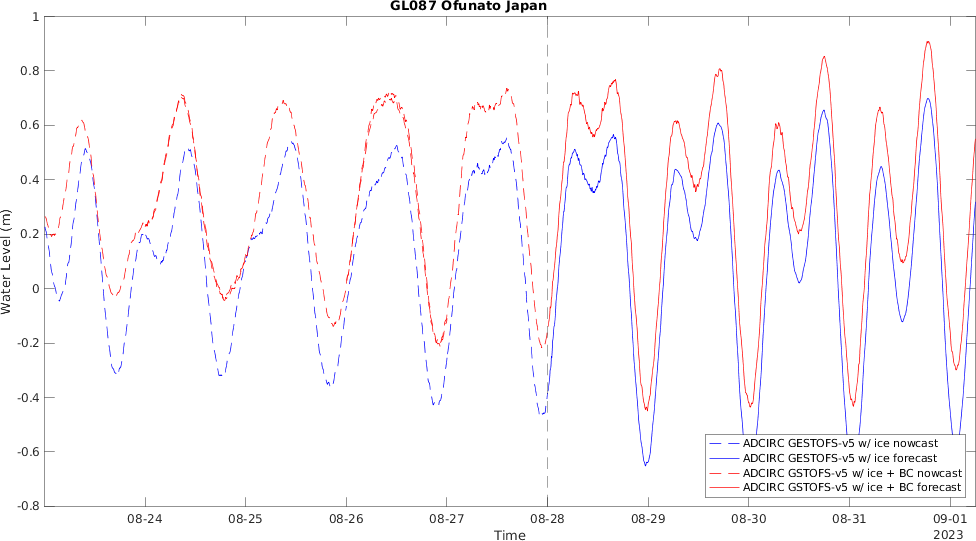 GL087 Ofunato Japan
Water Level (m)
1
0.8
0.6
0.4
0.2
0
-0.2
-0.4
-0.6
-0.8
ADCIRC GESTOFS-v5 w/ ice nowcast
ADCIRC GESTOFS-v5 w/ ice forecast
ADCIRC GSTOFS-v5 w/ ice + BC nowcast
ADCIRC GSTOFS-v5 w/ ice + BC forecast
08-24 08-25 08-26 08-27 08-28 08-29 08-30 08-31 09-01
2023
Time